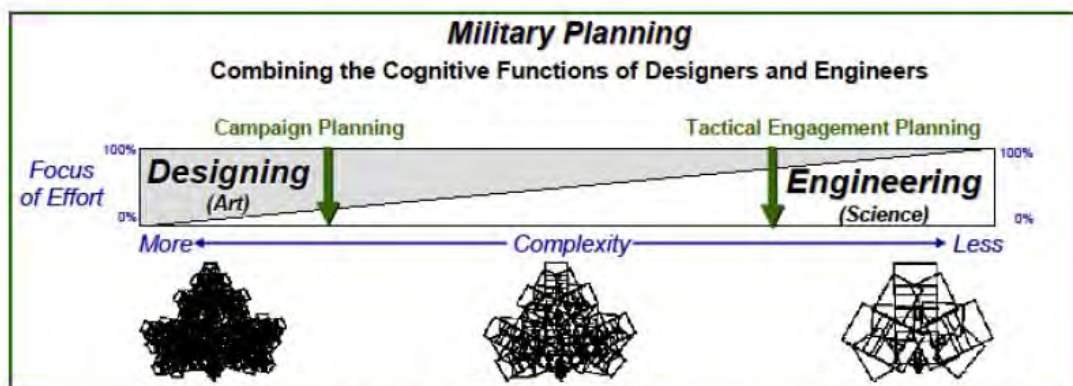 Military Planning
Combining the Cognitive Functions of Designers and Engineers
Campaign Planning
Tactical Engagement Planning
Focus
of Effort
100%
0%
Designing
(Art)
Engineering
(Science)
100%
0%
More
Complexity
Less